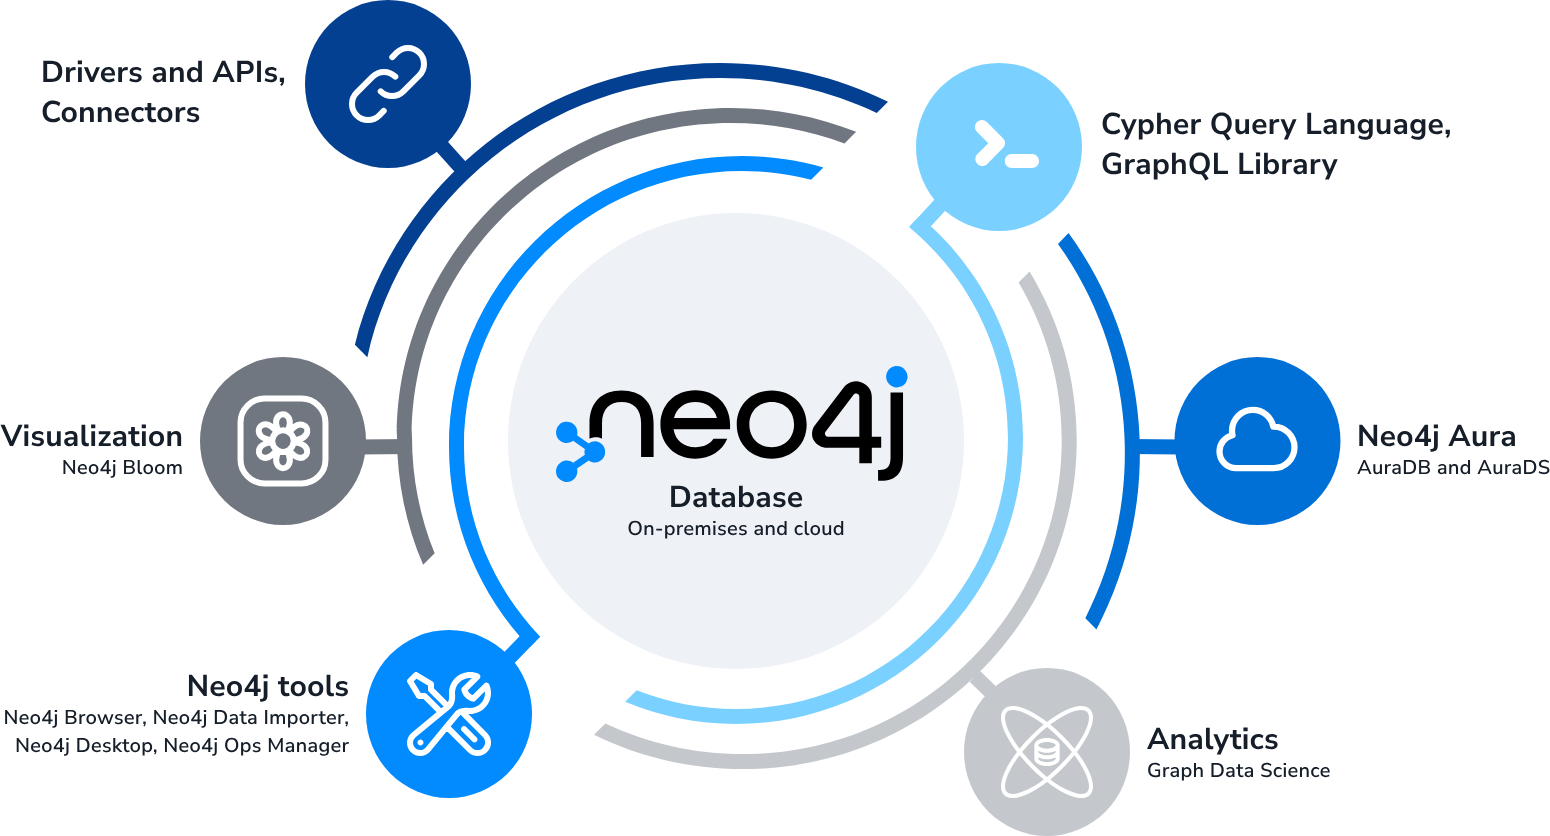 Drivers and APIs,
Connectors
Cypher Query Language,
GraphQL Library
Visualization
Neo4j Bloom
neo4j
Database
On-premises and cloud
Neo4j Aura
AuraDB and AuraDS
Neo4j tools
Neo4j Browser, Neo4j Data Importer,
Neo4j Desktop, Neo4j Ops Manager
Analytics
Graph Data Science